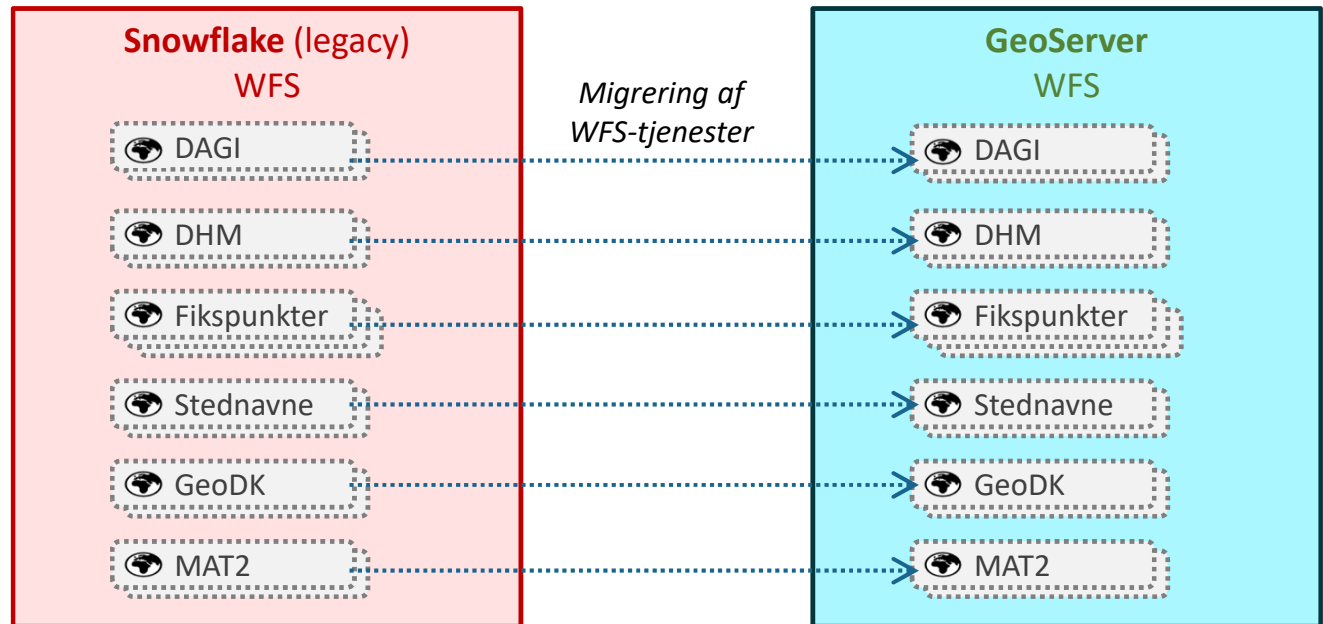 Snowflake (legacy)
WFS
DAGI
DHM
Fikspunkter
Stednavne
GeoDK
MAT2
Migrering af
WFS-tjenester
GeoServer
WFS
DAGI
DHM
Fikspunkter
Stednavne
GeoDK
MAT2